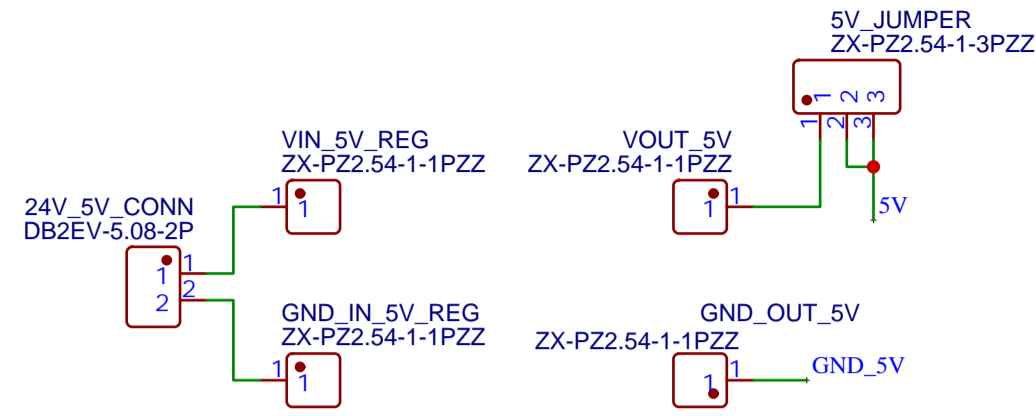 5V_JUMPER
ZX-PZ2.54-1-3PZZ
1 2 3
1 2 3
VIN_5V_REG
ZX-PZ2.54-1-1PZZ
1 1
VOUT_5V
ZX-PZ2.54-1-1PZZ
1 1
5V
24V_5V_CONN
DB2EV-5.08-2P
1 1
2 2
GND_IN_5V_REG
ZX-PZ2.54-1-1PZZ
1 1
GND_OUT_5V
ZX-PZ2.54-1-1PZZ
1 1
GND_5V